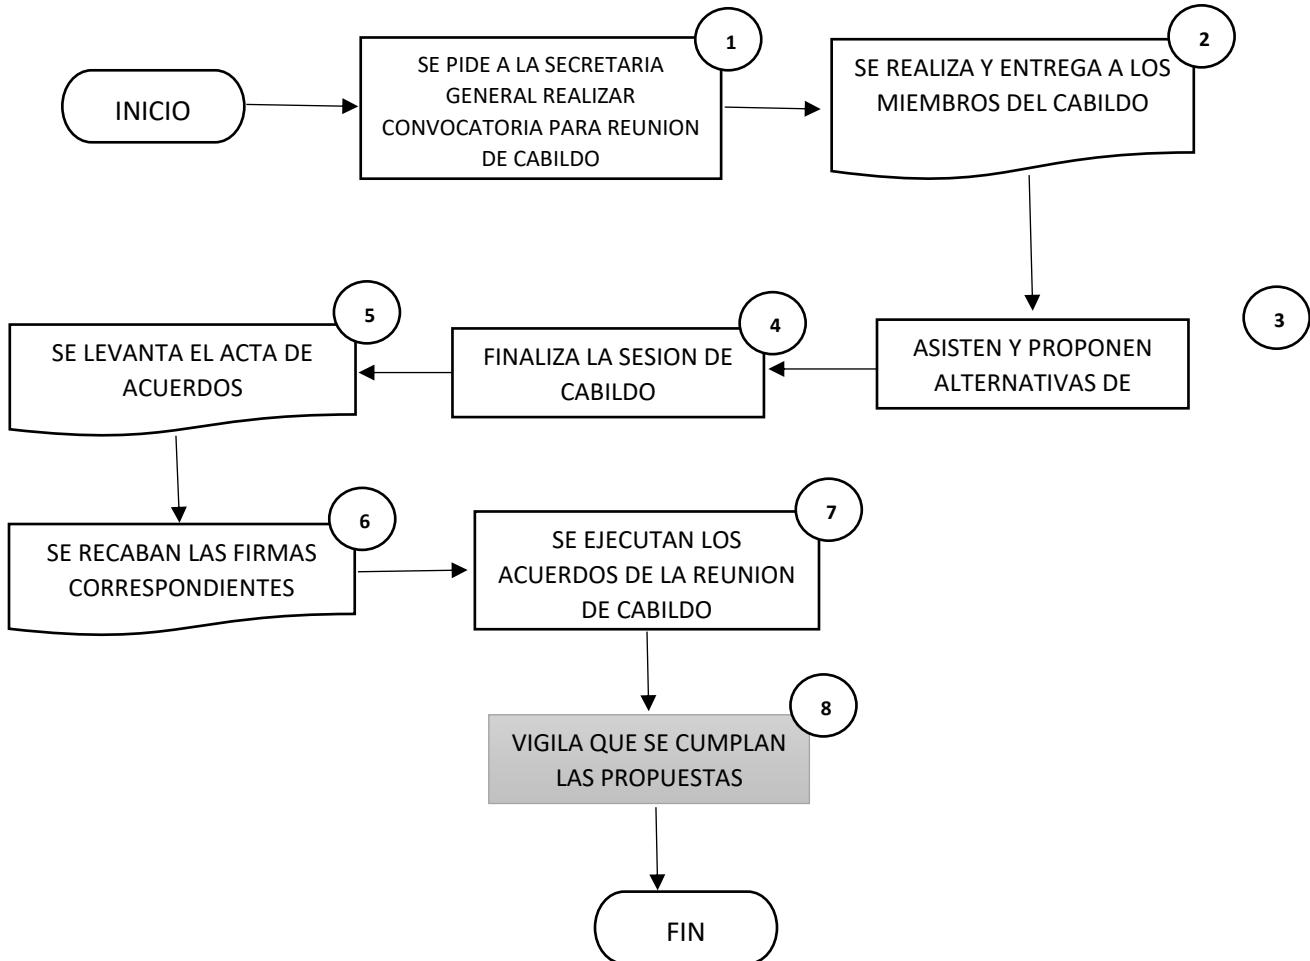 INICIO
1
SE PIDE A LA SECRETARIA
GENERAL REALIZAR
CONVOCATORIA PARA REUNION
DE CABILDO
2
SE REALIZA Y ENTREGA A LOS
MIEMBROS DEL CABILDO
3
ASISTEN Y PROPONEN
ALTERNATIVAS DE
4
FINALIZA LA SESION DE
CABILDO
5
SE LEVANTA EL ACTA DE
ACUERDOS
6
SE RECABAN LAS FIRMAS
CORRESPONDIENTES
7
SE EJECUTAN LOS
ACUERDOS DE LA REUNION
DE CABILDO
8
VIGILA QUE SE CUMPLAN
LAS PROPUESTAS
FIN